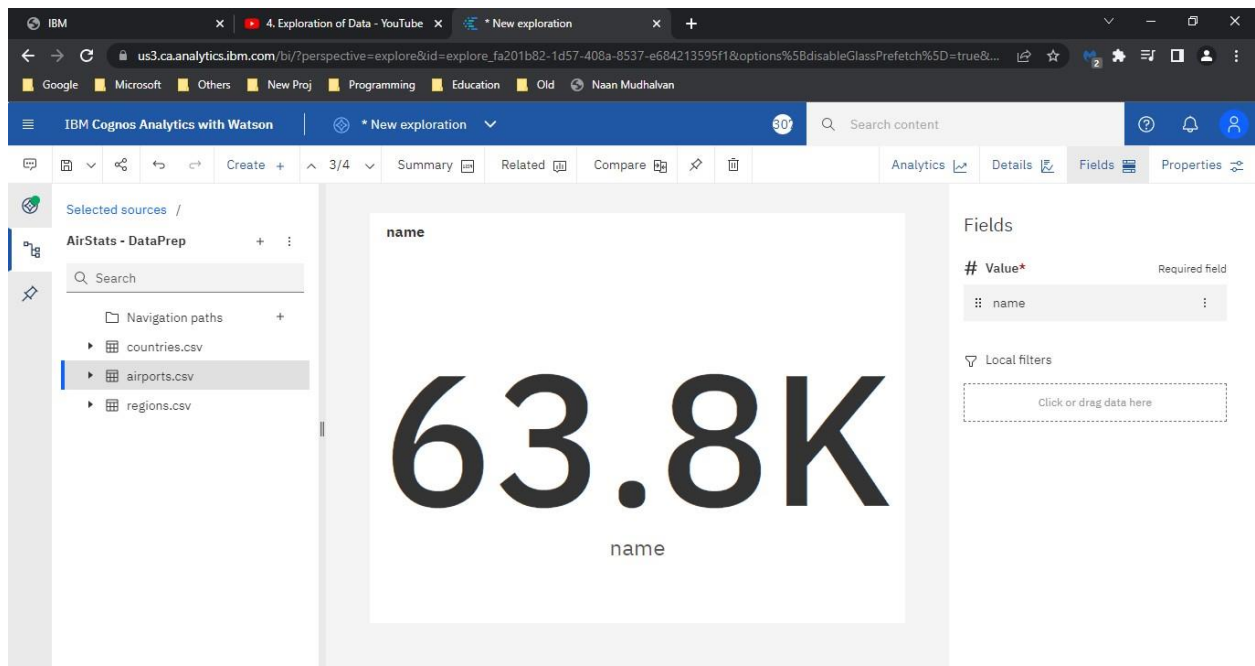 IBM
4. Exploration of Data - YouTube
* New exploration
us3.ca.analytics.ibm.com/bi/?perspective=explore&id=explore_fa201b82-1d57-408a-8537-e684213595f1&options%5BdisableGlassPrefetch%5D=true&...
2
Google Microsoft Others New Proj Programming Education Old Naan Mudhalvan
IBM Cognos Analytics with Watson
* New exploration
Search content
Create + 3/4 Summary Related Compare Analytics Details Fields Properties
Selected sources /
AirStats - DataPrep
Search
Navigation paths
countries.csv
airports.csv
regions.csv
name
63.8K
name
Fields
# Value* Required field
name
Local filters
Click or drag data here